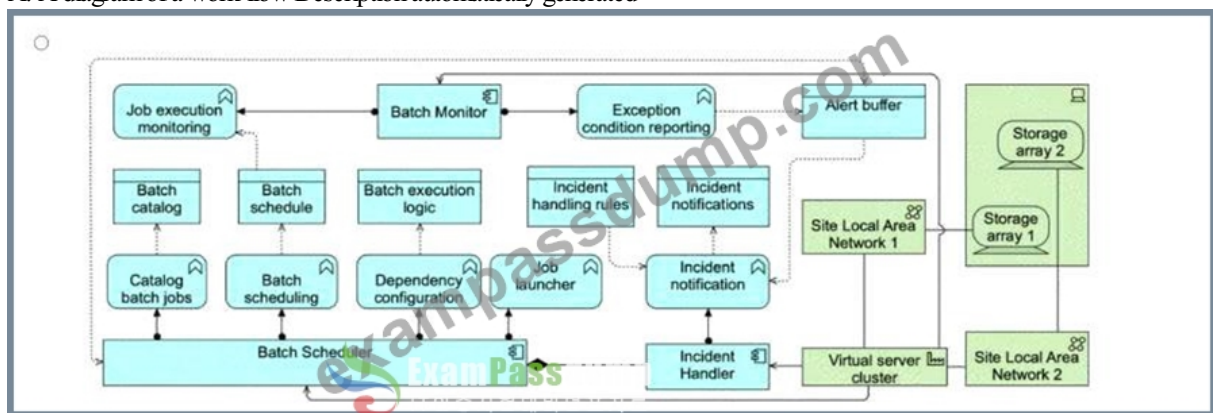 Job execution
monitoring
Batch Monitor
Exception
condition reporting
Alert buffer
Storage
array 2
Batch
catalog
Batch
schedule
Batch execution
logic
Incident
handling rules
Incident
notifications
Site Local Area
Network 1
Storage
array 1
Catalog
batch jobs
Batch
scheduling
Dependency
configuration
Job
launcher
Incident
notification
Batch Scheduler
Incident
Handler
Virtual server
cluster
Site Local Area
Network 2
exampassdump.com
ExamPass